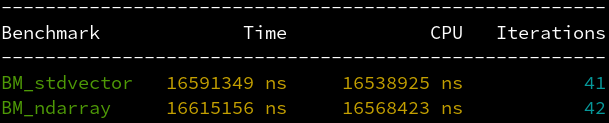 -----------------------------------------------------
Benchmark Time CPU Iterations
-----------------------------------------------------
BM_stdvector 16591349 ns 16538925 ns 41
BM_ndarray 16615156 ns 16568423 ns 42